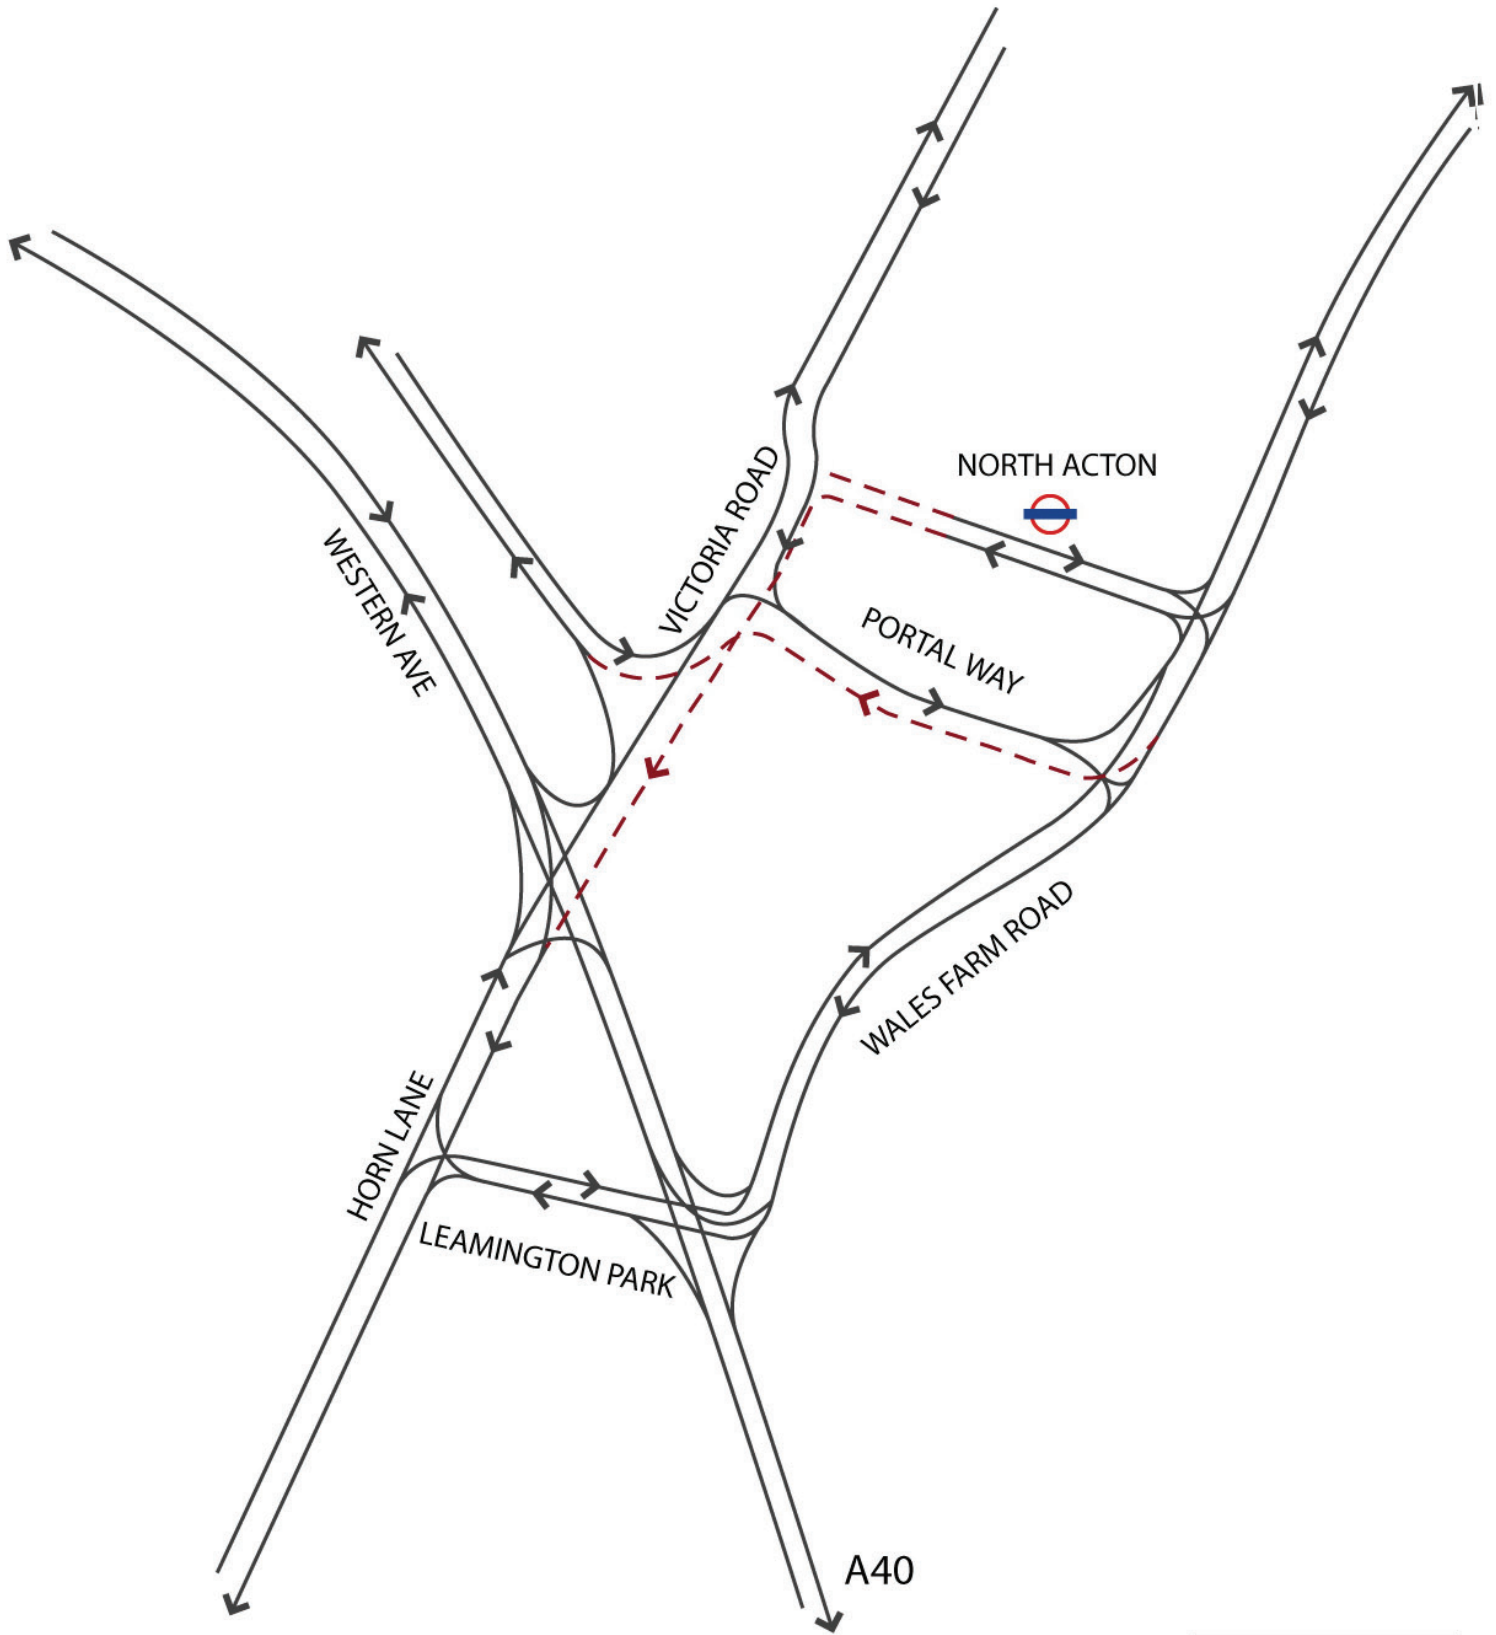 NORTH ACTON
VICTORIA ROAD
WESTERN AVE
PORTAL WAY
WALES FARM ROAD
HORN LANE
LEAMINGTON PARK
A40